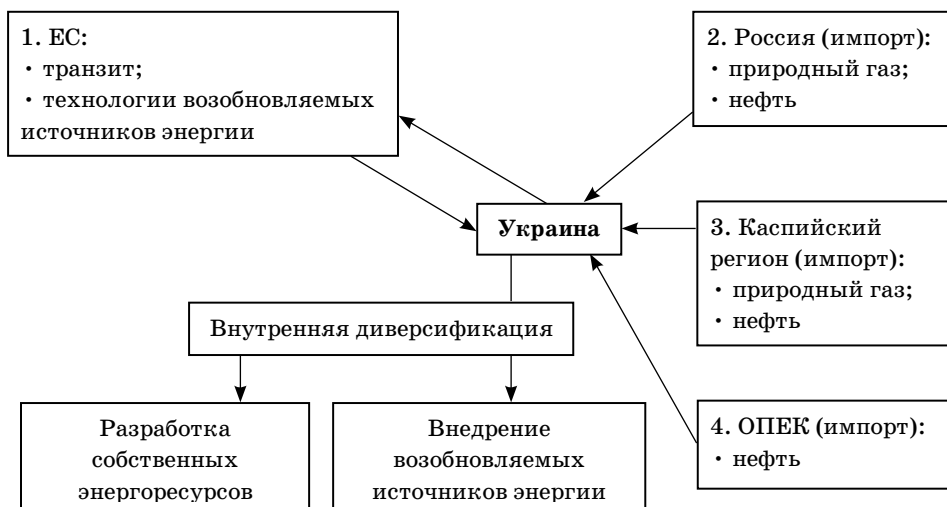 1. ЕС:
• транзит;
• технологии возобновляемых
источников энергии
2. Россия (импорт):
• природный газ;
• нефть
Украина
3. Каспийский
регион (импорт):
• природный газ;
• нефть
Внутренняя диверсификация
Разработка
собственных
энергоресурсов
Внедрение
возобновляемых
источников энергии
4. ОПЕК (импорт):
• нефть